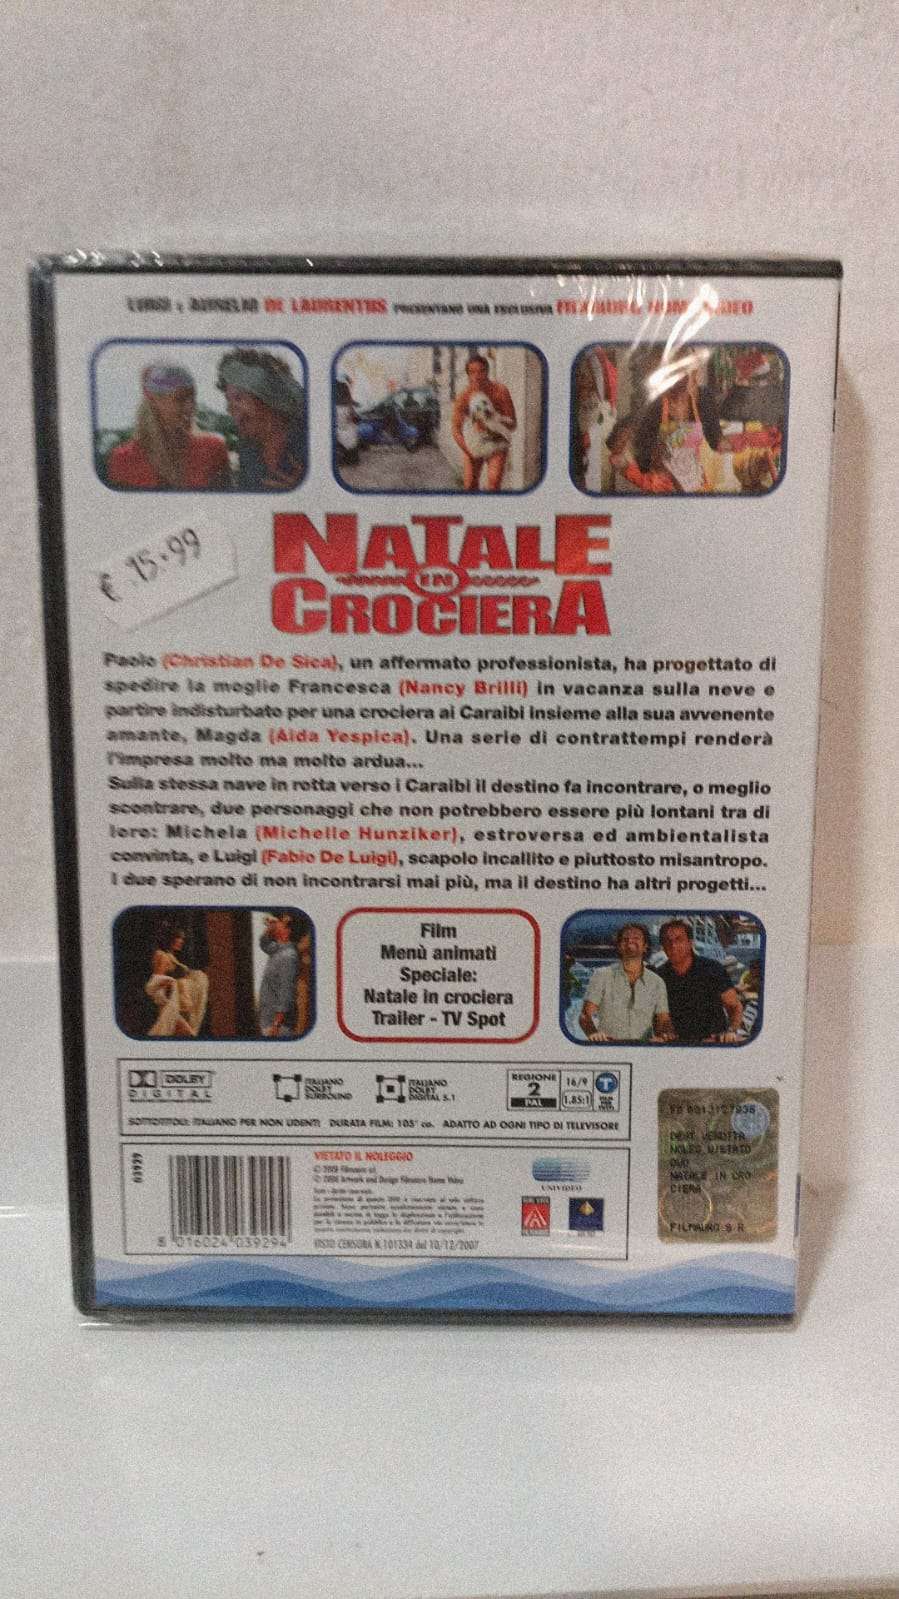 LUIGI E AURELIO DE LAURENTIIS PRESENTANO UNA ESCLUSIVA FILMAURO HOME VIDEO
€ 15.99
NATALE
IN
CROCIERA
Paolo (Christian De Sica), un affermato professionista, ha progettato di
spedire la moglie Francesca (Nancy Brilli) in vacanza sulla neve e
partire indisturbato per una crociera ai Caraibi insieme alla sua avvenente
amante, Magda (Aida Yespica). Una serie di contrattempi renderà
l'impresa molto ma molto ardua...
Sulla stessa nave in rotta verso i Caraibi il destino fa incontrare, o meglio
scontrare, due personaggi che non potrebbero essere più lontani tra di
loro: Michela (Michelle Hunziker), estroversa ed ambientalista
convinta, e Luigi (Fabio De Luigi), scapolo incallito e piuttosto misantropo.
I due sperano di non incontrarsi mai più, ma il destino ha altri progetti...
Film
Menù animati
Speciale:
Natale in crociera
Trailer - TV Spot
DOLBY
DIGITAL
ITALIANO
DOLBY
SURROUND
ITALIANO
DOLBY
DIGITAL 5.1
REGIONE
2
PAL
16/9
1,85:1
T
FILM
PER
TUTTI
SOTTOTITOLI: ITALIANO PER NON UDENTI DURATA FILM: 105' ca. ADATTO AD OGNI TIPO DI TELEVISORE
03929
8 016024 039294
VIETATO IL NOLEGGIO
Filmauro Home Video
VISTO CENSURA N.101334 del 10/12/2007
UNIVIDEO
VENDITA
DVD
NATALE IN CRO
CIERA
FILMAURO S R